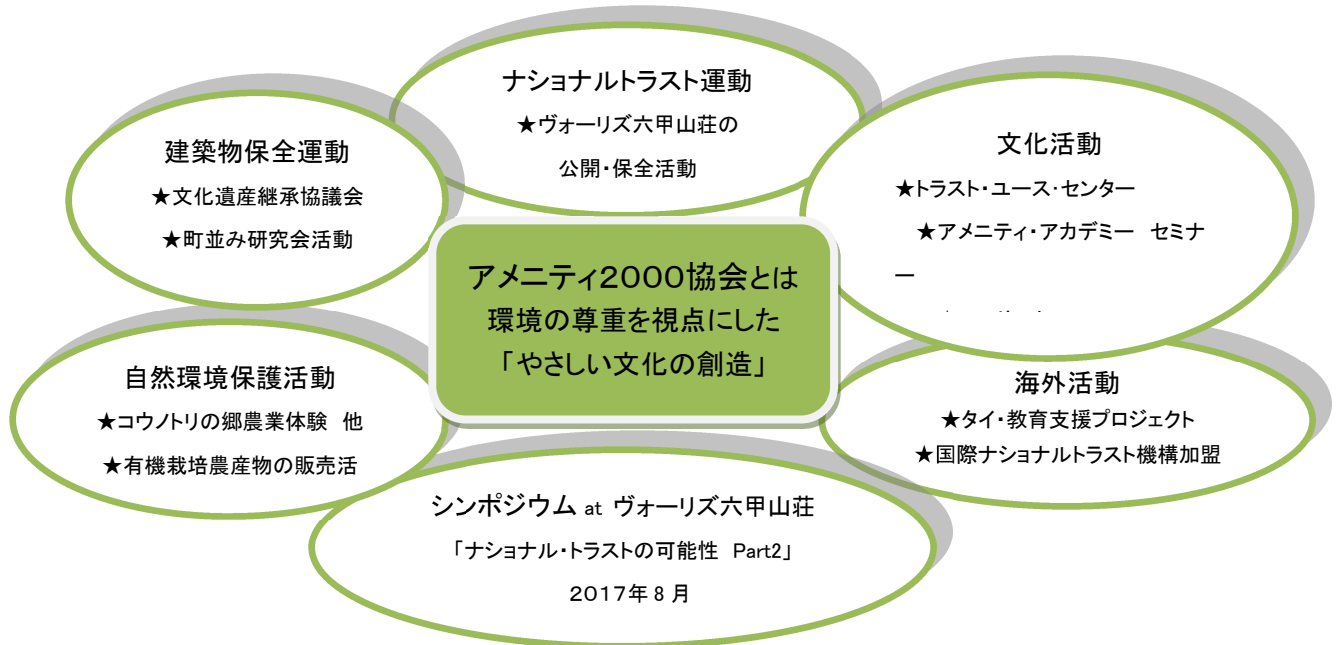 ナショナルトラスト運動
★ヴォーリズ六甲山荘の
公開・保全活動
建築物保全運動
★文化遺産継承協議会
★町並み研究会活動
文化活動
★トラスト・ユース・センター
★アメニティ・アカデミー セミナ
ー
アメニティ2000協会とは
環境の尊重を視点にした
「やさしい文化の創造」
自然環境保護活動
★コウノトリの郷農業体験 他
★有機栽培農産物の販売活
海外活動
★タイ・教育支援プロジェクト
★国際ナショナルトラスト機構加盟
シンポジウム at ヴォーリズ六甲山荘
「ナショナル・トラストの可能性 Part2」
2017年8月